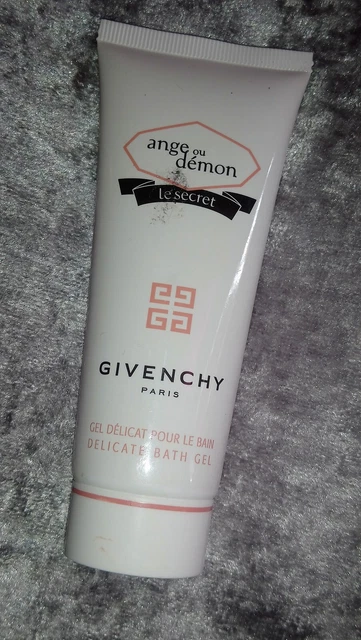 ange ou
démon
le secret
GIVENCHY
PARIS
GEL DÉLICAT POUR LE BAIN
DELICATE BATH GEL